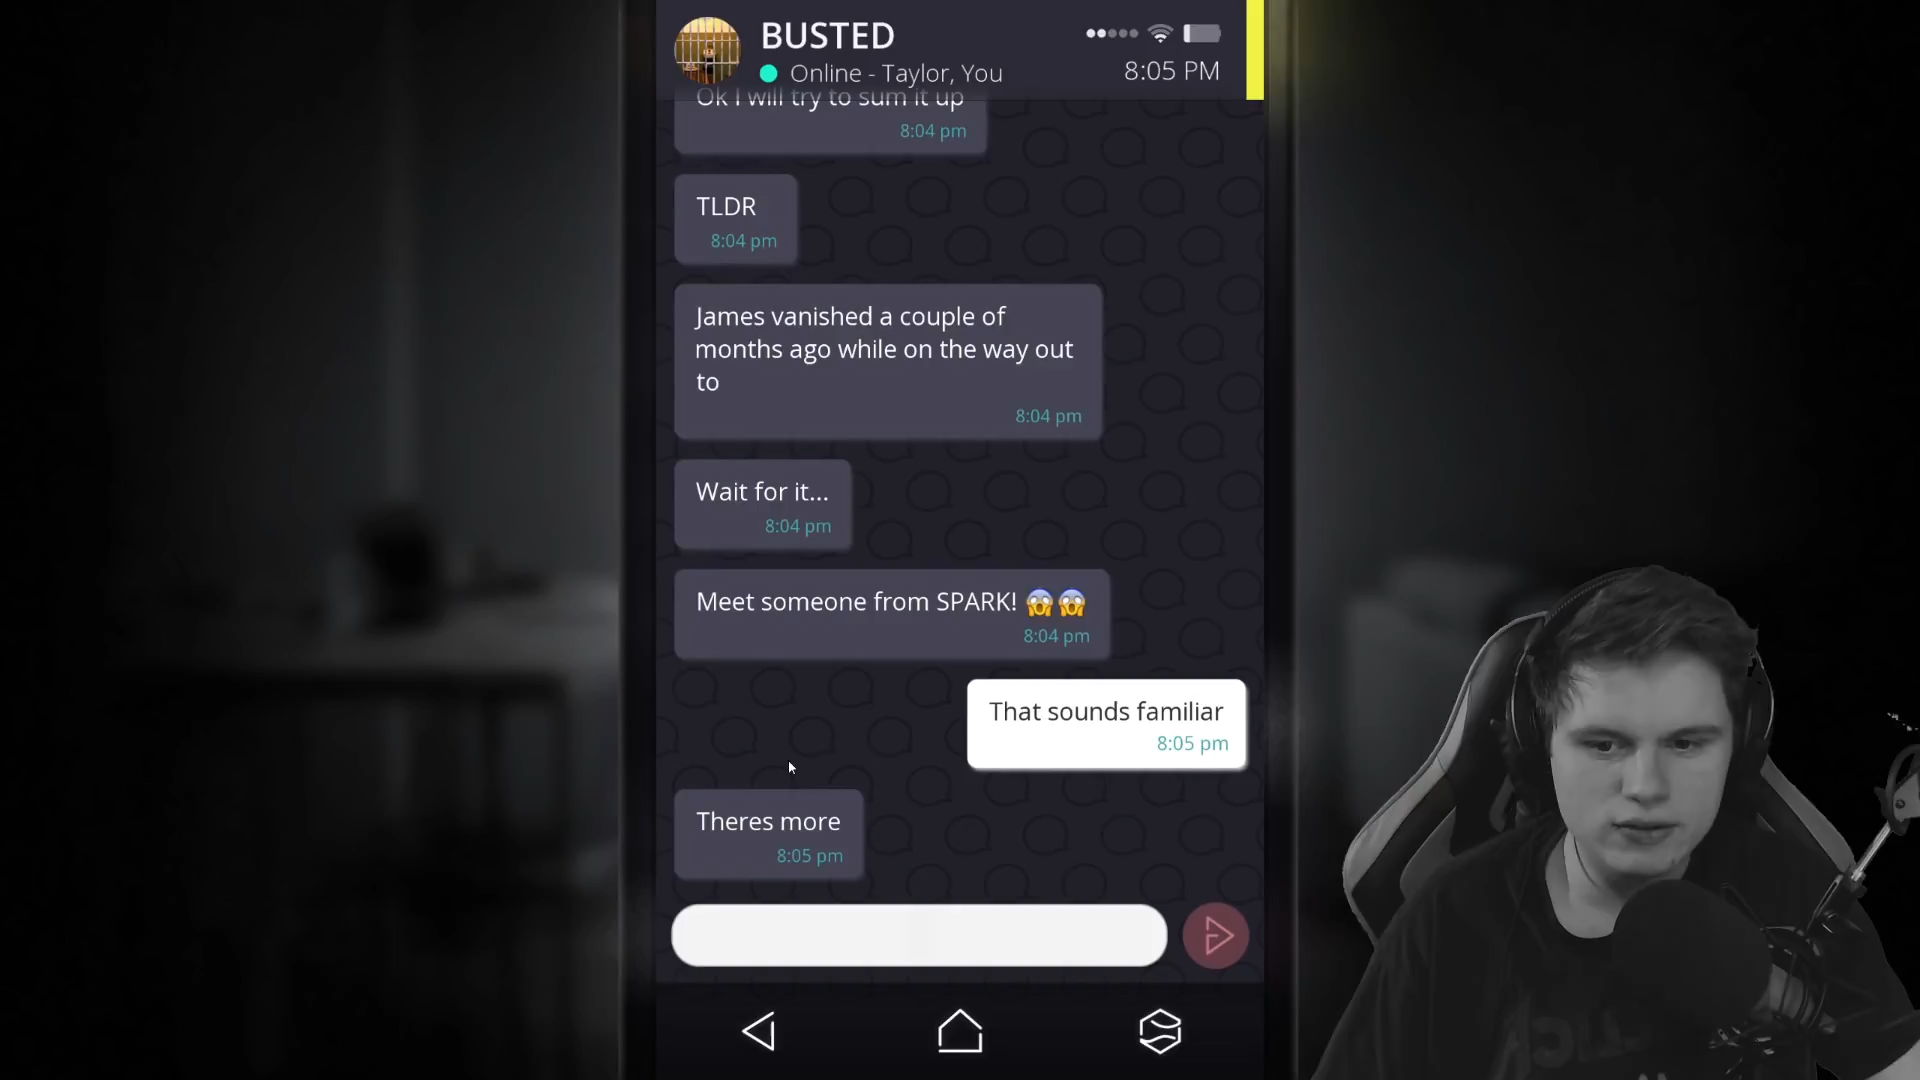 BUSTED
Online - Taylor, You
8:05 PM
Ok I will try to sum it up
8:04 pm
TLDR
8:04 pm
James vanished a couple of
months ago while on the way out
to
8:04 pm
Wait for it...
8:04 pm
Meet someone from SPARK! 😱😱
8:04 pm
That sounds familiar
8:05 pm
Theres more
8:05 pm